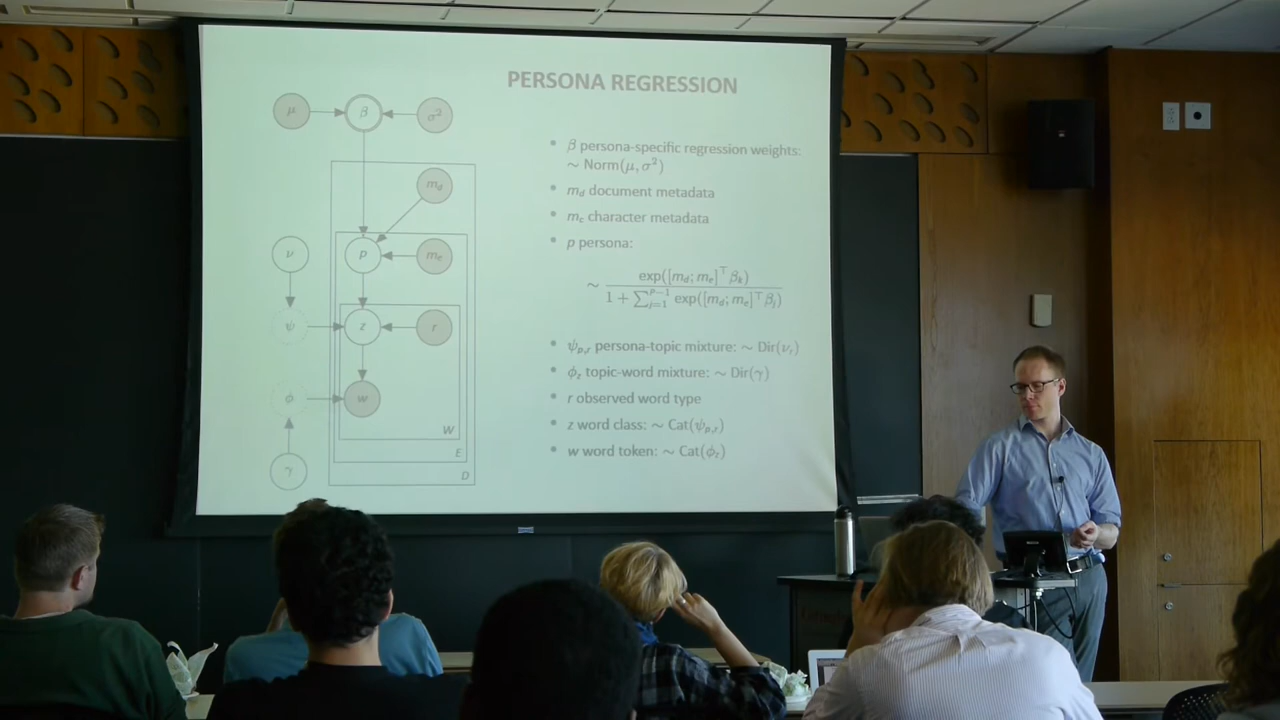 PERSONA REGRESSION
μ β σ²
m_d
ν p m_e
ψ z r
ϕ w
W
E
γ D
• β persona-specific regression weights:
∼ Norm(μ, σ²)
• m_d document metadata
• m_c character metadata
• p persona:
∼ exp([m_d; m_e]^⊤ β_k)
1 + ∑_{j=1}^{P−1} exp([m_d; m_e]^⊤ β_j)
• ψ_{p,r} persona-topic mixture: ∼ Dir(ν_r)
• ϕ_z topic-word mixture: ∼ Dir(γ)
• r observed word type
• z word class: ∼ Cat(ψ_{p,r})
• w word token: ∼ Cat(ϕ_z)